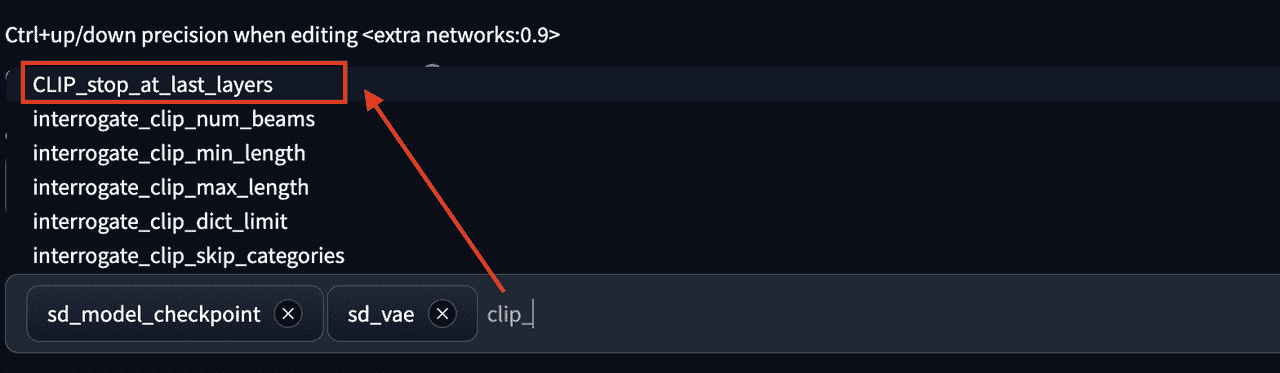 Ctrl+up/down precision when editing <extra networks:0.9>
CLIP_stop_at_last_layers
interrogate_clip_num_beams
interrogate_clip_min_length
interrogate_clip_max_length
interrogate_clip_dict_limit
interrogate_clip_skip_categories
sd_model_checkpoint sd_vae clip_